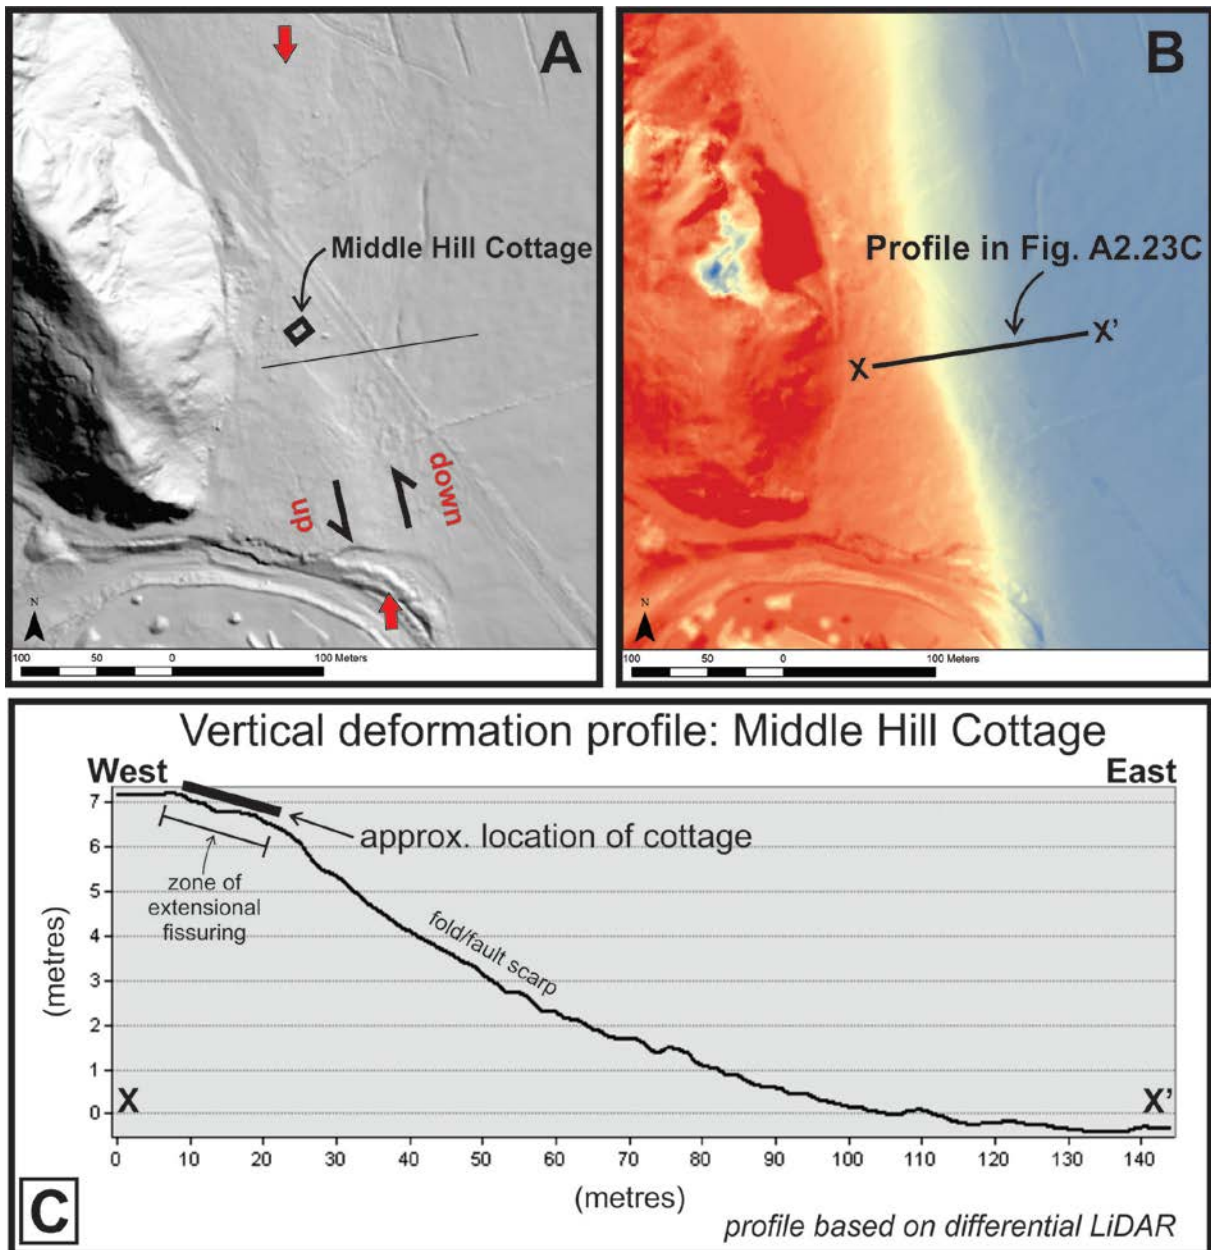 A
Middle Hill Cottage
up
down
N
100 50 0 100 Meters
B
Profile in Fig. A2.23C
X
X'
N
100 50 0 100 Meters
Vertical deformation profile: Middle Hill Cottage
West
East
7
6
5
4
3
2
1
0
(metres)
approx. location of cottage
zone of
extensional
fissuring
fold/fault scarp
X
X'
0 10 20 30 40 50 60 70 80 90 100 110 120 130 140
(metres)
C
profile based on differential LiDAR